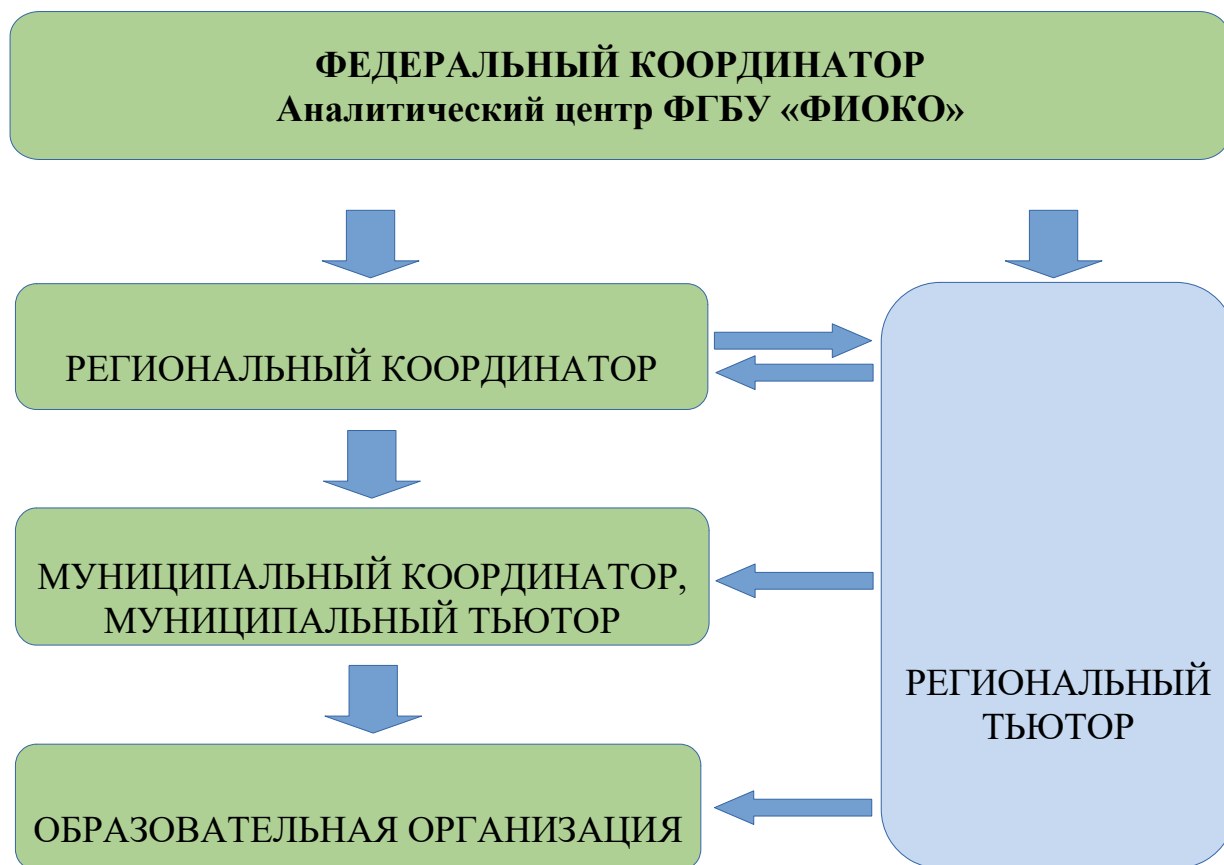 ФЕДЕРАЛЬНЫЙ КООРДИНАТОР
Аналитический центр ФГБУ «ФИОКО»
РЕГИОНАЛЬНЫЙ КООРДИНАТОР
МУНИЦИПАЛЬНЫЙ КООРДИНАТОР,
МУНИЦИПАЛЬНЫЙ ТЬЮТОР
РЕГИОНАЛЬНЫЙ
ТЬЮТОР
ОБРАЗОВАТЕЛЬНАЯ ОРГАНИЗАЦИЯ